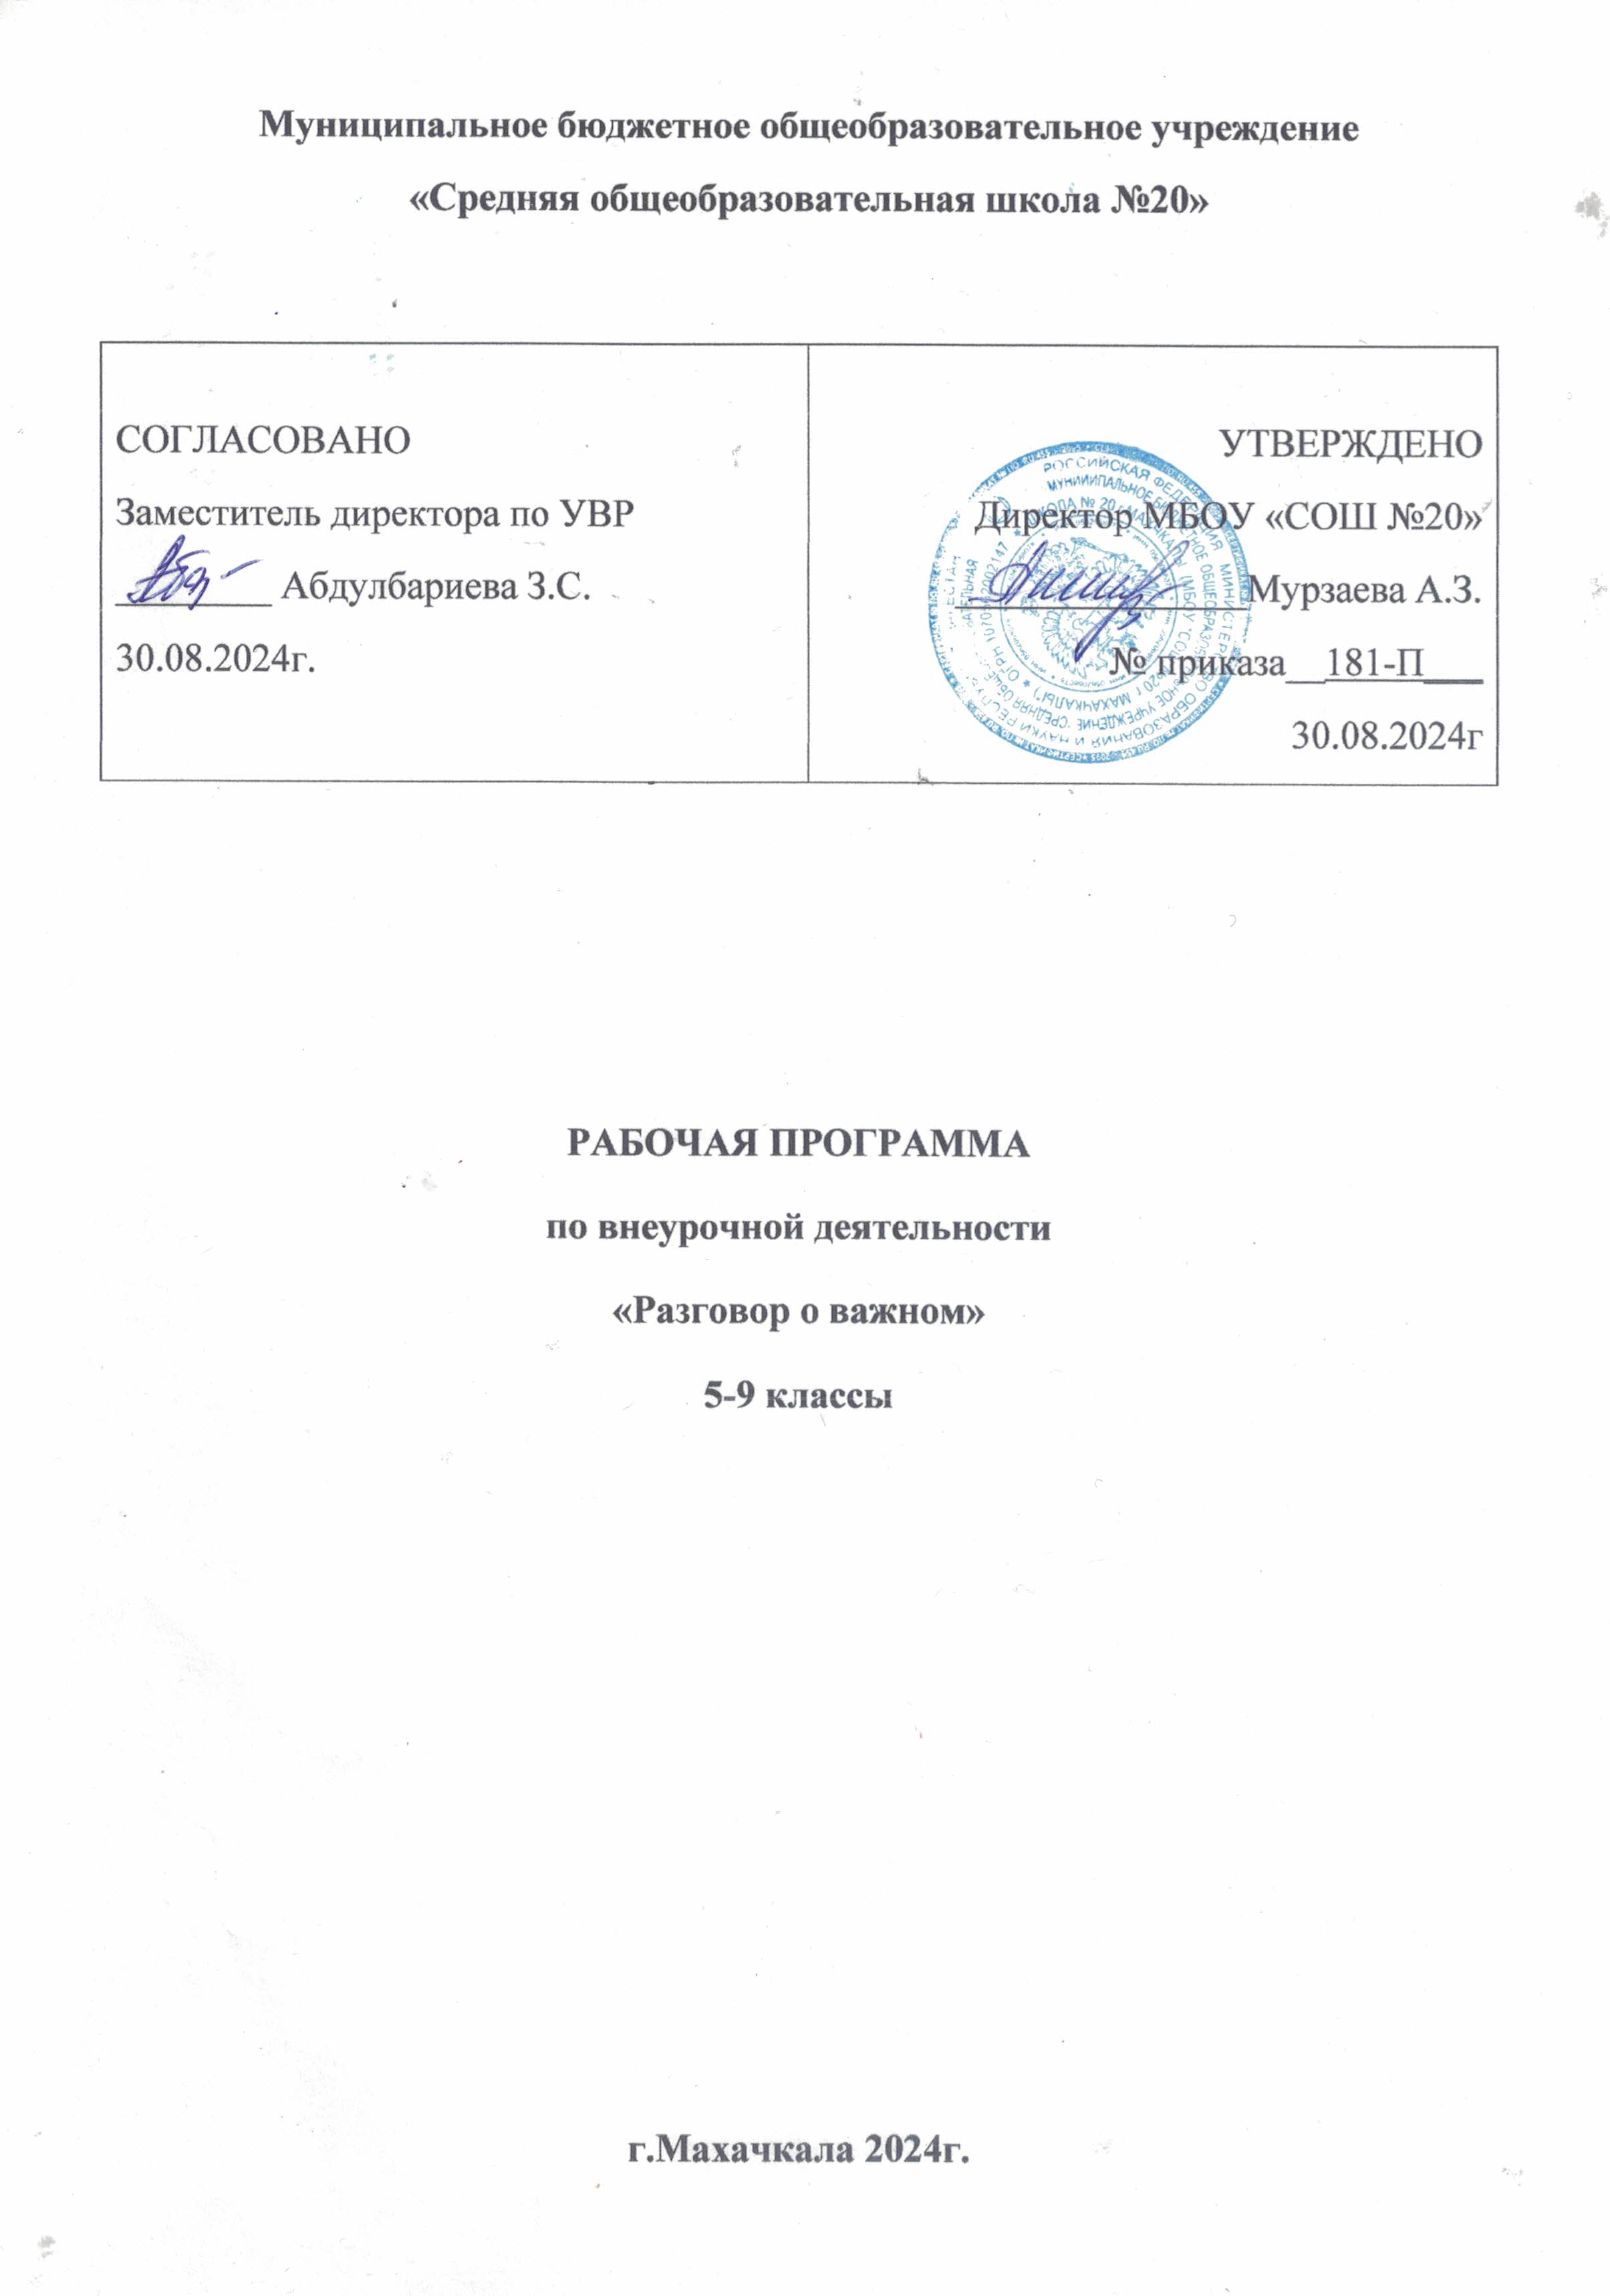 Муниципальное бюджетное общеобразовательное учреждение
«Средняя общеобразовательная школа №20»
СОГЛАСОВАНО
Заместитель директора по УВР
________ Абдулбариева З.С.
30.08.2024г.
УТВЕРЖДЕНО
Директор МБОУ «СОШ №20»
_______________Мурзаева А.З.
№ приказа__181-П___
30.08.2024г
РАБОЧАЯ ПРОГРАММА
по внеурочной деятельности
«Разговор о важном»
5-9 классы
г.Махачкала 2024г.